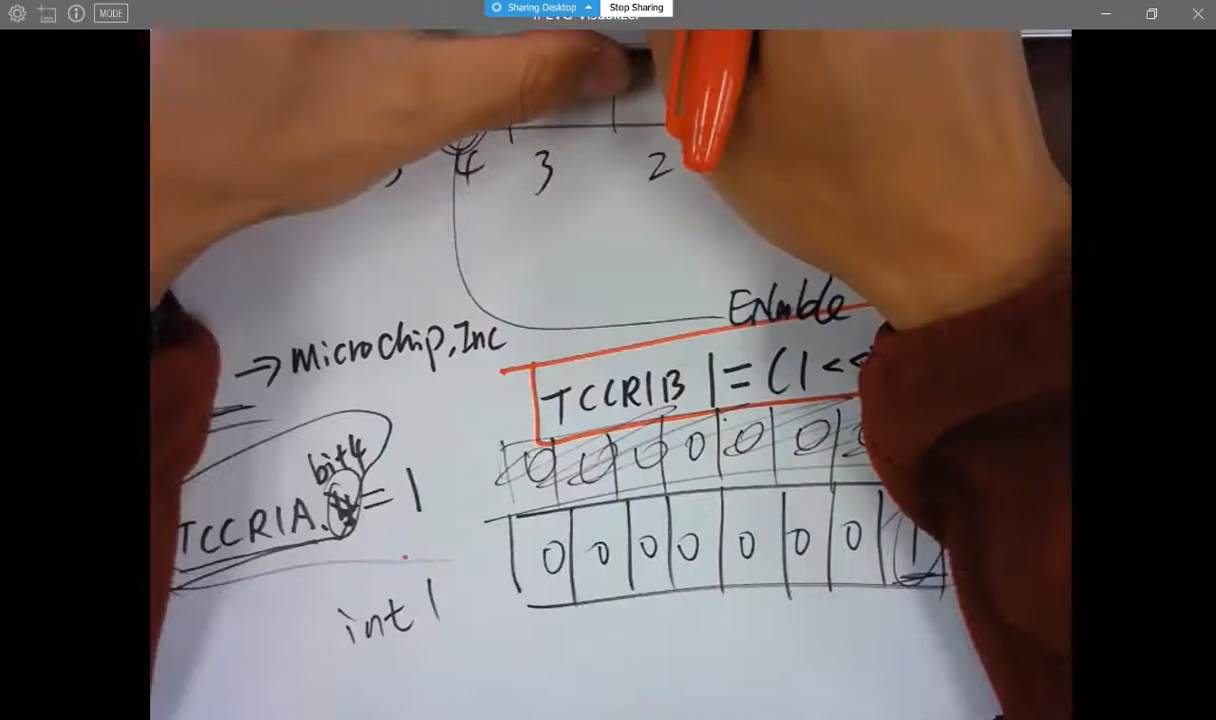 MODE
Sharing Desktop
Stop Sharing
4 3 2
ENable
→ Microchip, Inc
TCCR1B |= (1 <<
0 0 0 0 0 0
bit4
TCCR1A. = 1
0 0 0 0 0 0 0 1
int 1